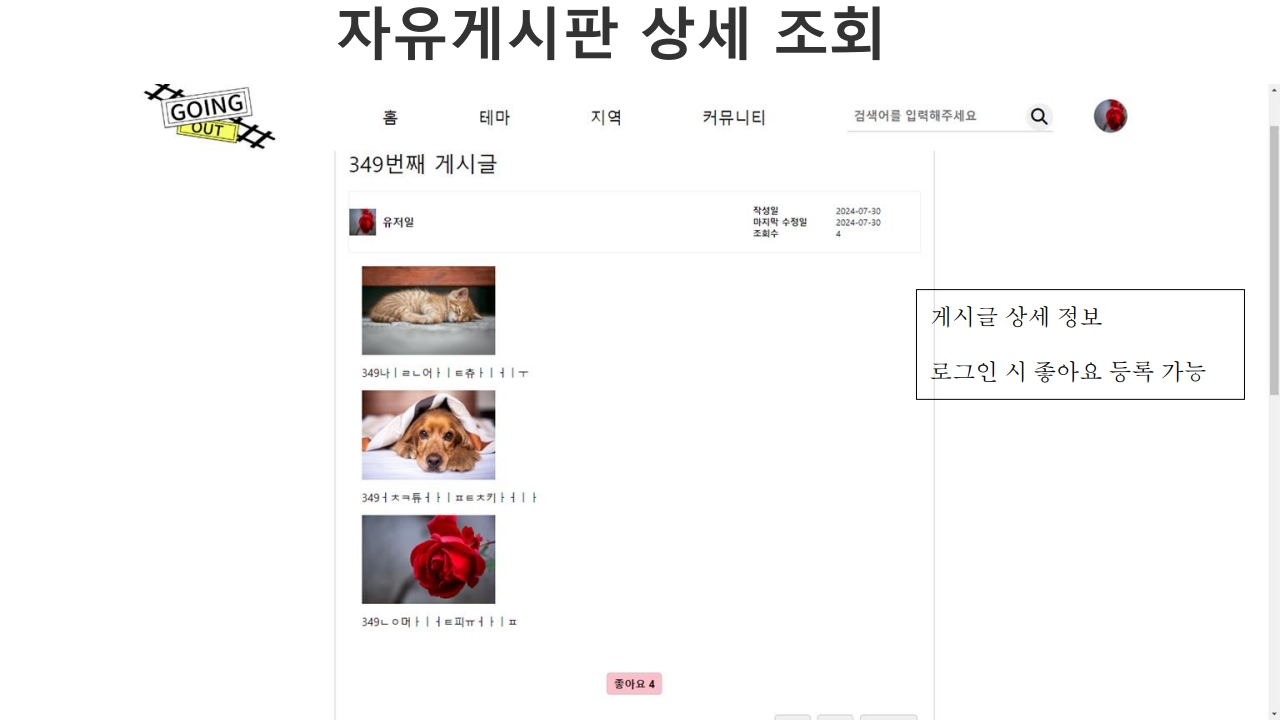 자유게시판 상세 조회
GOING
OUT
홈 테마 지역 커뮤니티 검색어를 입력해주세요
349번째 게시글
유저일
작성일 2024-07-30
마지막 수정일 2024-07-30
조회수 4
게시글 상세 정보
로그인 시 좋아요 등록 가능
349나ㅣㄹㄴ어ㅏㅣㅌ츄ㅏㅣㅓㅣㅜ
349ㅓㅊㅋ튜ㅓㅏㅣㅍㅌㅊ키ㅏㅓㅣㅏ
349ㄴㅇ머ㅏㅣㅓㅌ피ㅠㅓㅏㅣㅍ
좋아요 4